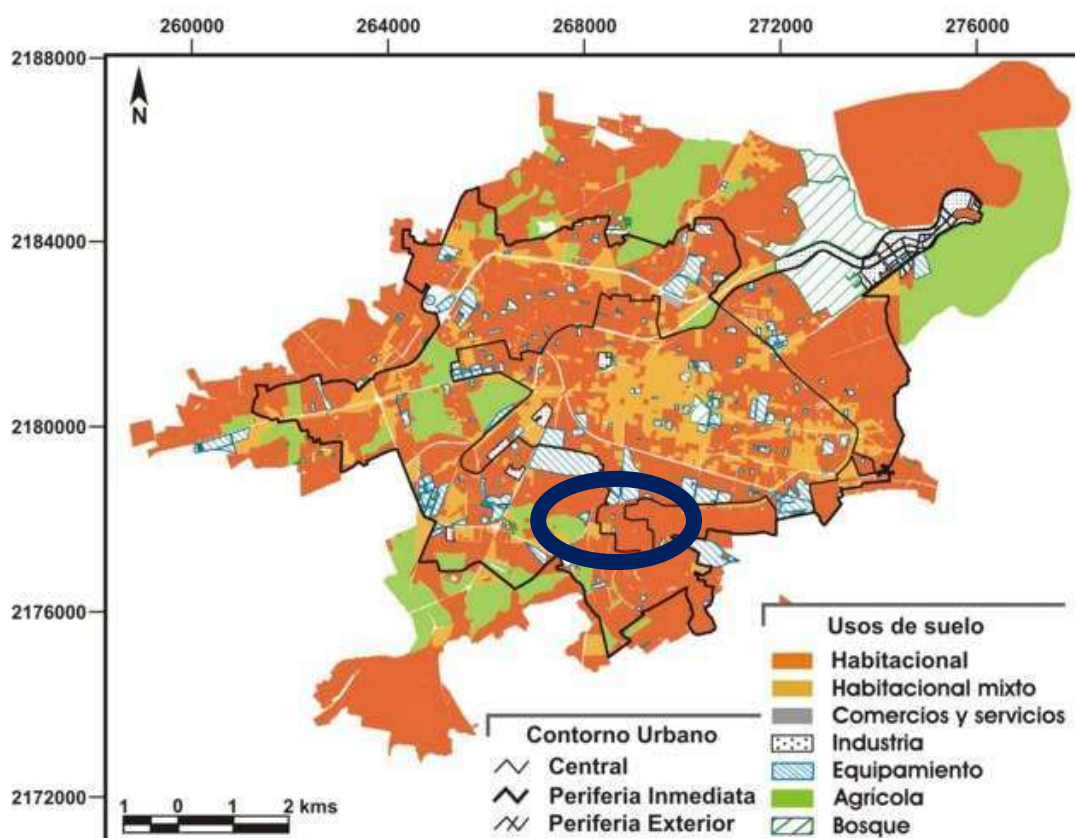 260000 264000 268000 272000 276000
2188000
N
2184000
2180000
2176000
2172000
1 0 1 2 kms
Contorno Urbano
Central
Periferia Inmediata
Periferia Exterior
Usos de suelo
Habitacional
Habitacional mixto
Comercios y servicios
Industria
Equipamiento
Agrícola
Bosque